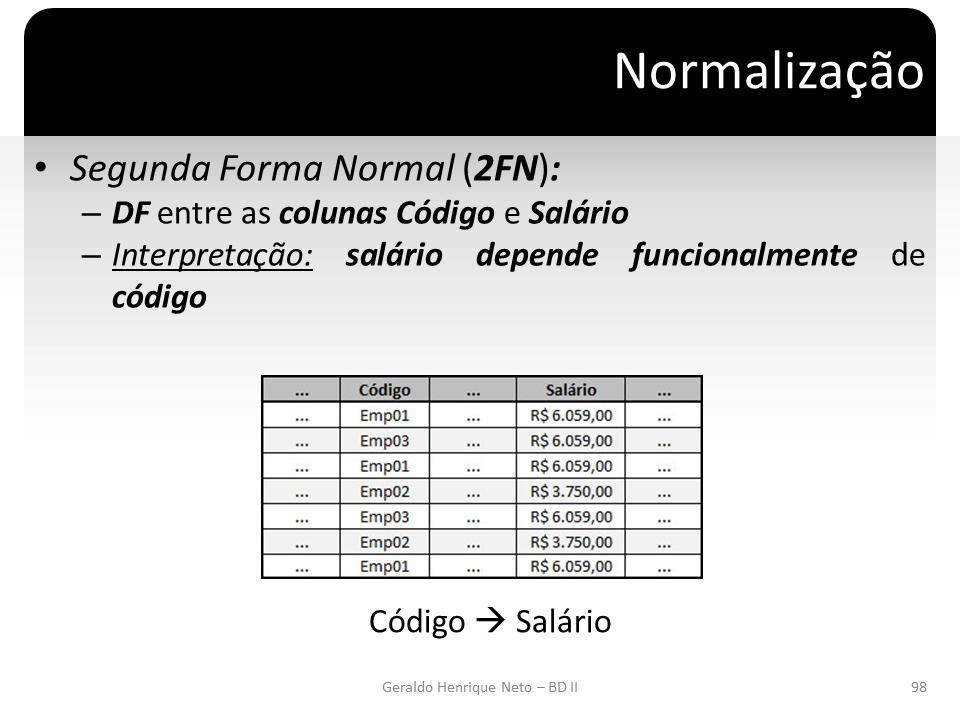 Normalização
• Segunda Forma Normal (2FN):
– DF entre as colunas Código e Salário
– Interpretação: salário depende funcionalmente de
código
... Código ... Salário ...
... Emp01 ... R$ 6.059,00 ...
... Emp03 ... R$ 6.059,00 ...
... Emp01 ... R$ 6.059,00 ...
... Emp02 ... R$ 3.750,00 ...
... Emp03 ... R$ 6.059,00 ...
... Emp02 ... R$ 3.750,00 ...
... Emp01 ... R$ 6.059,00 ...
Código → Salário
Geraldo Henrique Neto – BD II 98